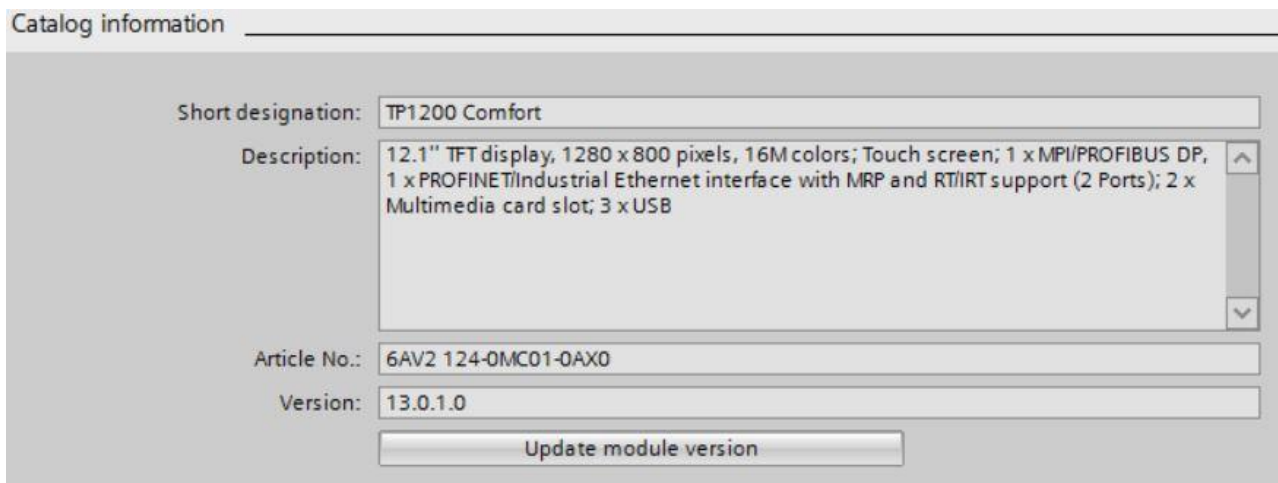 Catalog information
Short designation: TP1200 Comfort
Description: 12.1" TFT display, 1280 x 800 pixels, 16M colors; Touch screen; 1 x MPI/PROFIBUS DP,
1 x PROFINET/Industrial Ethernet interface with MRP and RT/IRT support (2 Ports); 2 x
Multimedia card slot; 3 x USB
Article No.: 6AV2 124-0MC01-0AX0
Version: 13.0.1.0
Update module version